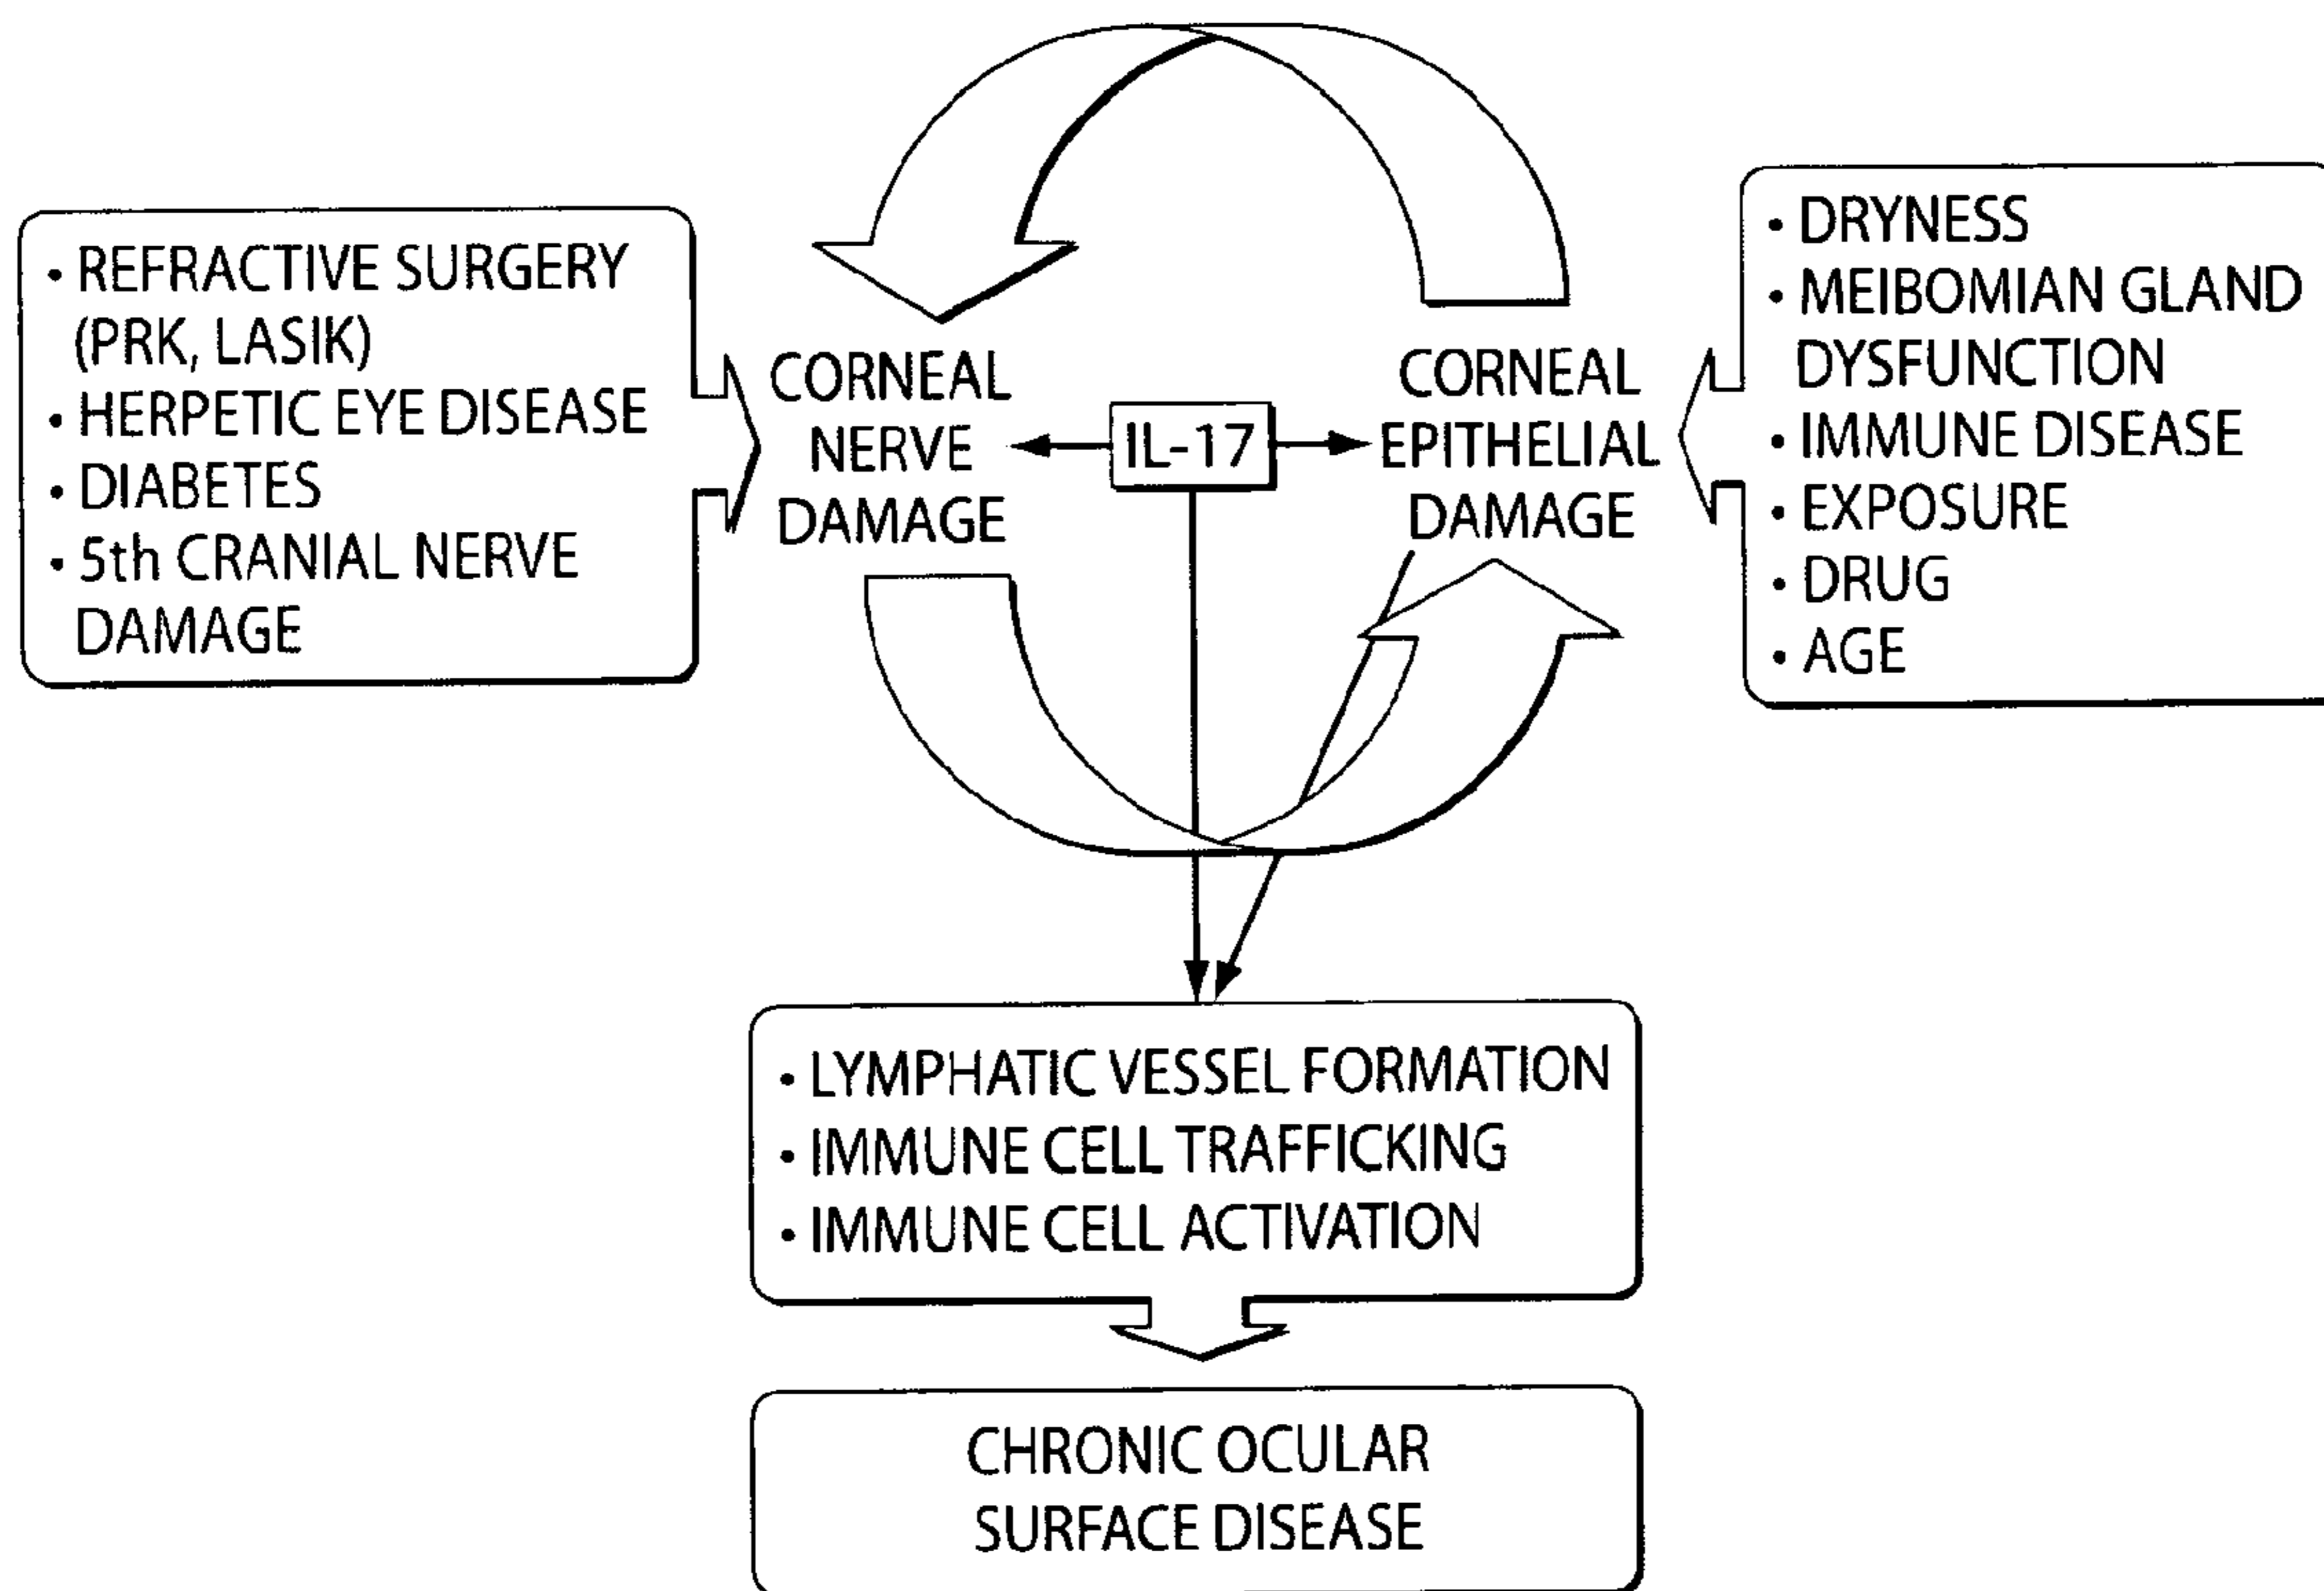 • REFRACTIVE SURGERY
(PRK, LASIK)
• HERPETIC EYE DISEASE
• DIABETES
• 5th CRANIAL NERVE
DAMAGE
CORNEAL
NERVE
DAMAGE
IL-17
CORNEAL
EPITHELIAL
DAMAGE
• DRYNESS
• MEIBOMIAN GLAND
DYSFUNCTION
• IMMUNE DISEASE
• EXPOSURE
• DRUG
• AGE
• LYMPHATIC VESSEL FORMATION
• IMMUNE CELL TRAFFICKING
• IMMUNE CELL ACTIVATION
CHRONIC OCULAR
SURFACE DISEASE